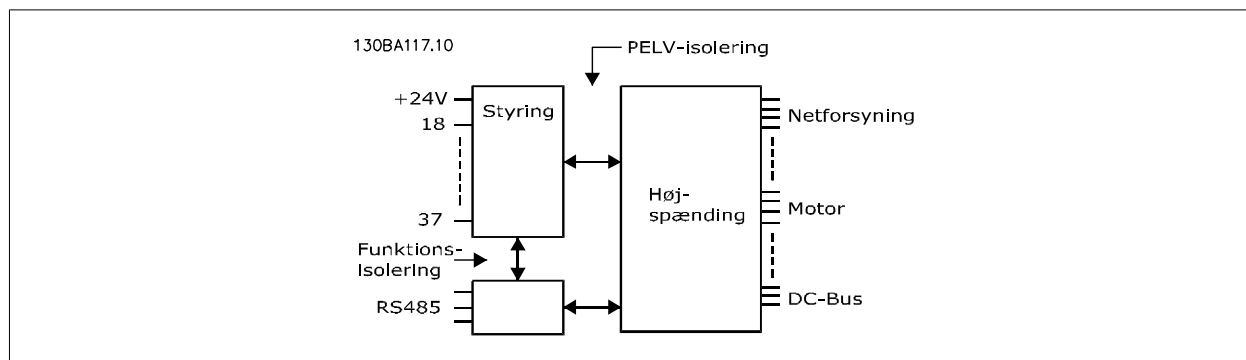 130BA117.10
PELV-isolering
+24V
Styring
18
37
Funktions-
isolering
RS485
Høj-
spænding
Netforsyning
Motor
DC-Bus